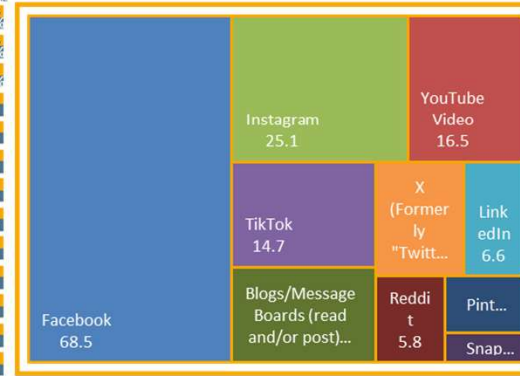 Facebook
68.5
Instagram
25.1
YouTube
Video
16.5
TikTok
14.7
X
(Former
ly
"Twitt...
Link
edIn
6.6
Blogs/Message
Boards (read
and/or post)...
Reddi
t
5.8
Pint...
Snap...